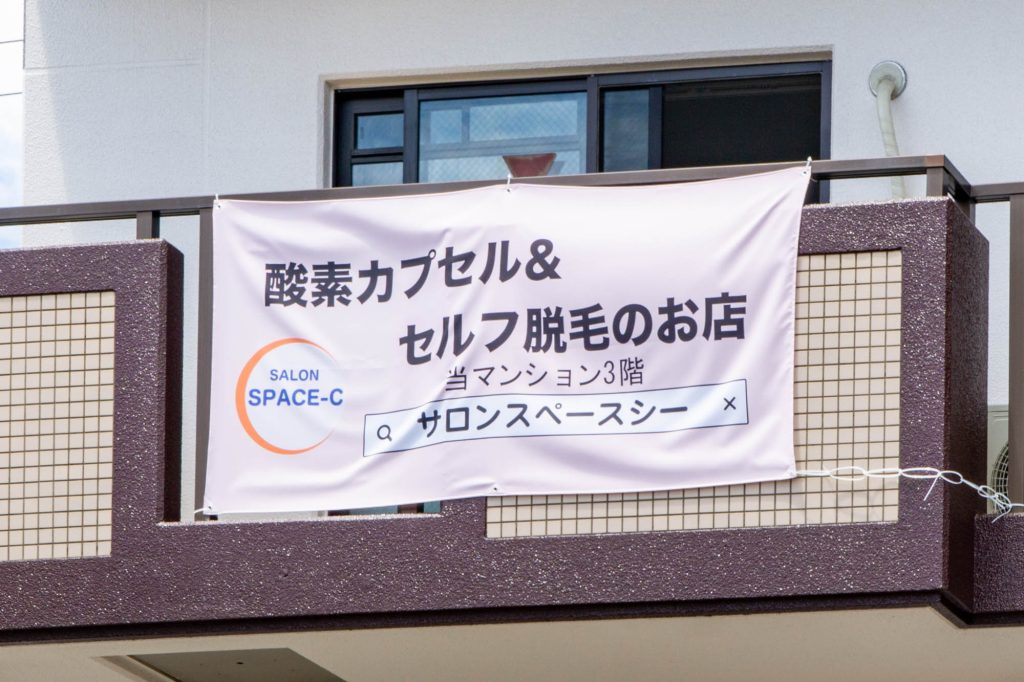 酸素カプセル&
セルフ脱毛のお店
当マンション3階
SALON
SPACE-C
サロンスペースシー